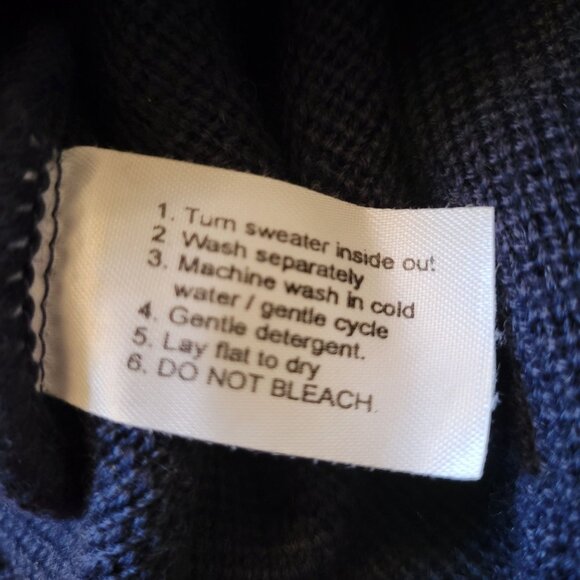 1. Turn sweater inside out
2 Wash separately
3. Machine wash in cold
water / gentle cycle
4. Gentle detergent.
5. Lay flat to dry
6. DO NOT BLEACH.